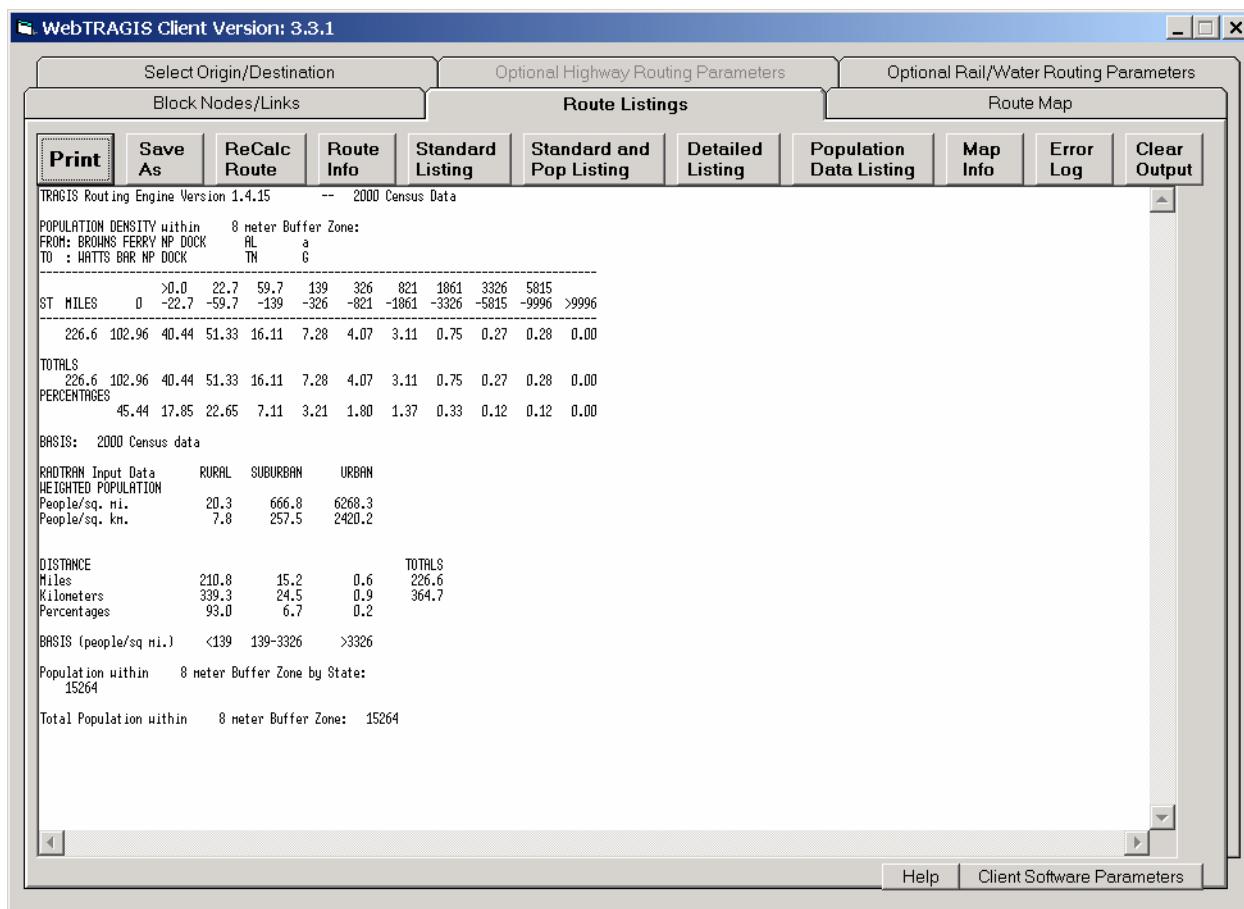 WebTRAGIS Client Version: 3.3.1
Select Origin/Destination Optional Highway Routing Parameters Optional Rail/Water Routing Parameters
Block Nodes/Links Route Listings Route Map
Print Save As ReCalc Route Route Info Standard Listing Standard and Pop Listing Detailed Listing Population Data Listing Map Info Error Log Clear Output
TRAGIS Routing Engine Version 1.4.15 -- 2000 Census Data
POPULATION DENSITY within 8 meter Buffer Zone:
FROM: BROWNS FERRY NP DOCK AL a
TO : WATTS BAR NP DOCK TN G
>0.0 22.7 59.7 139 326 821 1861 3326 5815
ST MILES 0 -22.7 -59.7 -139 -326 -821 -1861 -3326 -5815 -9996 >9996
226.6 102.96 40.44 51.33 16.11 7.28 4.07 3.11 0.75 0.27 0.28 0.00
TOTALS
226.6 102.96 40.44 51.33 16.11 7.28 4.07 3.11 0.75 0.27 0.28 0.00
PERCENTAGES
45.44 17.85 22.65 7.11 3.21 1.80 1.37 0.33 0.12 0.12 0.00
BASIS: 2000 Census data
RADTRAN Input Data RURAL SUBURBAN URBAN
WEIGHTED POPULATION
People/sq. mi. 20.3 666.8 6268.3
People/sq. km. 7.8 257.5 2420.2
DISTANCE TOTALS
Miles 210.8 15.2 0.6 226.6
Kilometers 339.3 24.5 0.9 364.7
Percentages 93.0 6.7 0.2
BASIS (people/sq mi.) <139 139-3326 >3326
Population within 8 meter Buffer Zone by State:
15264
Total Population within 8 meter Buffer Zone: 15264
Help Client Software Parameters